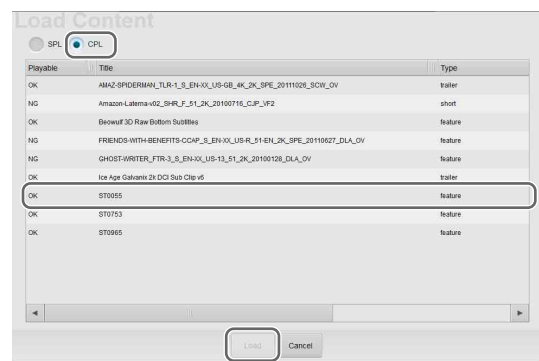 Load Content
SPL CPL
Playable Title Type
OK AMAZ-SPIDERMAN_TLR-1_S_EN-XX_US-GB_4K_2K_SPE_20111026_SCW_OV trailer
NG Amazon-Laterna-v02_SHR_F_51_2K_20100716_CJP_VF2 short
OK Beowulf 3D Raw Bottom Subtitles feature
NG FRIENDS-WITH-BENEFITS-CCAP_S_EN-XX_US-R_51-EN_2K_SPE_20110627_DLA_OV feature
NG GHOST-WRITER_FTR-3_S_EN-XX_US-13_51_2K_20100128_DLA_OV feature
OK Ice Age Galvanix 2k DCI Sub Clip v6 trailer
OK ST0055 feature
OK ST0753 feature
OK ST0965 feature
Load Cancel